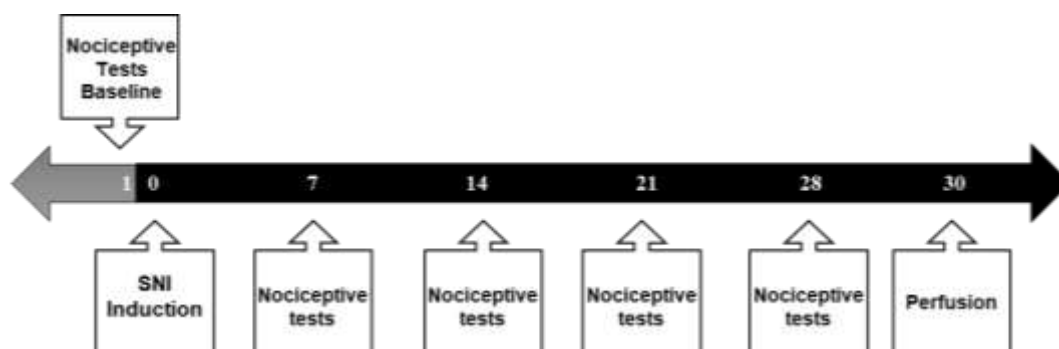 Nociceptive
Tests
Baseline
1 0 7 14 21 28 30
SNI
Induction
Nociceptive
tests
Nociceptive
tests
Nociceptive
tests
Nociceptive
tests
Perfusion